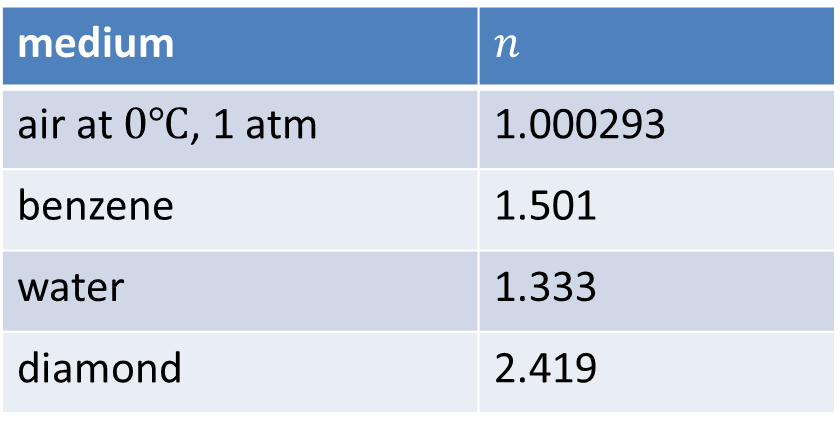 medium n
air at 0°C, 1 atm 1.000293
benzene 1.501
water 1.333
diamond 2.419